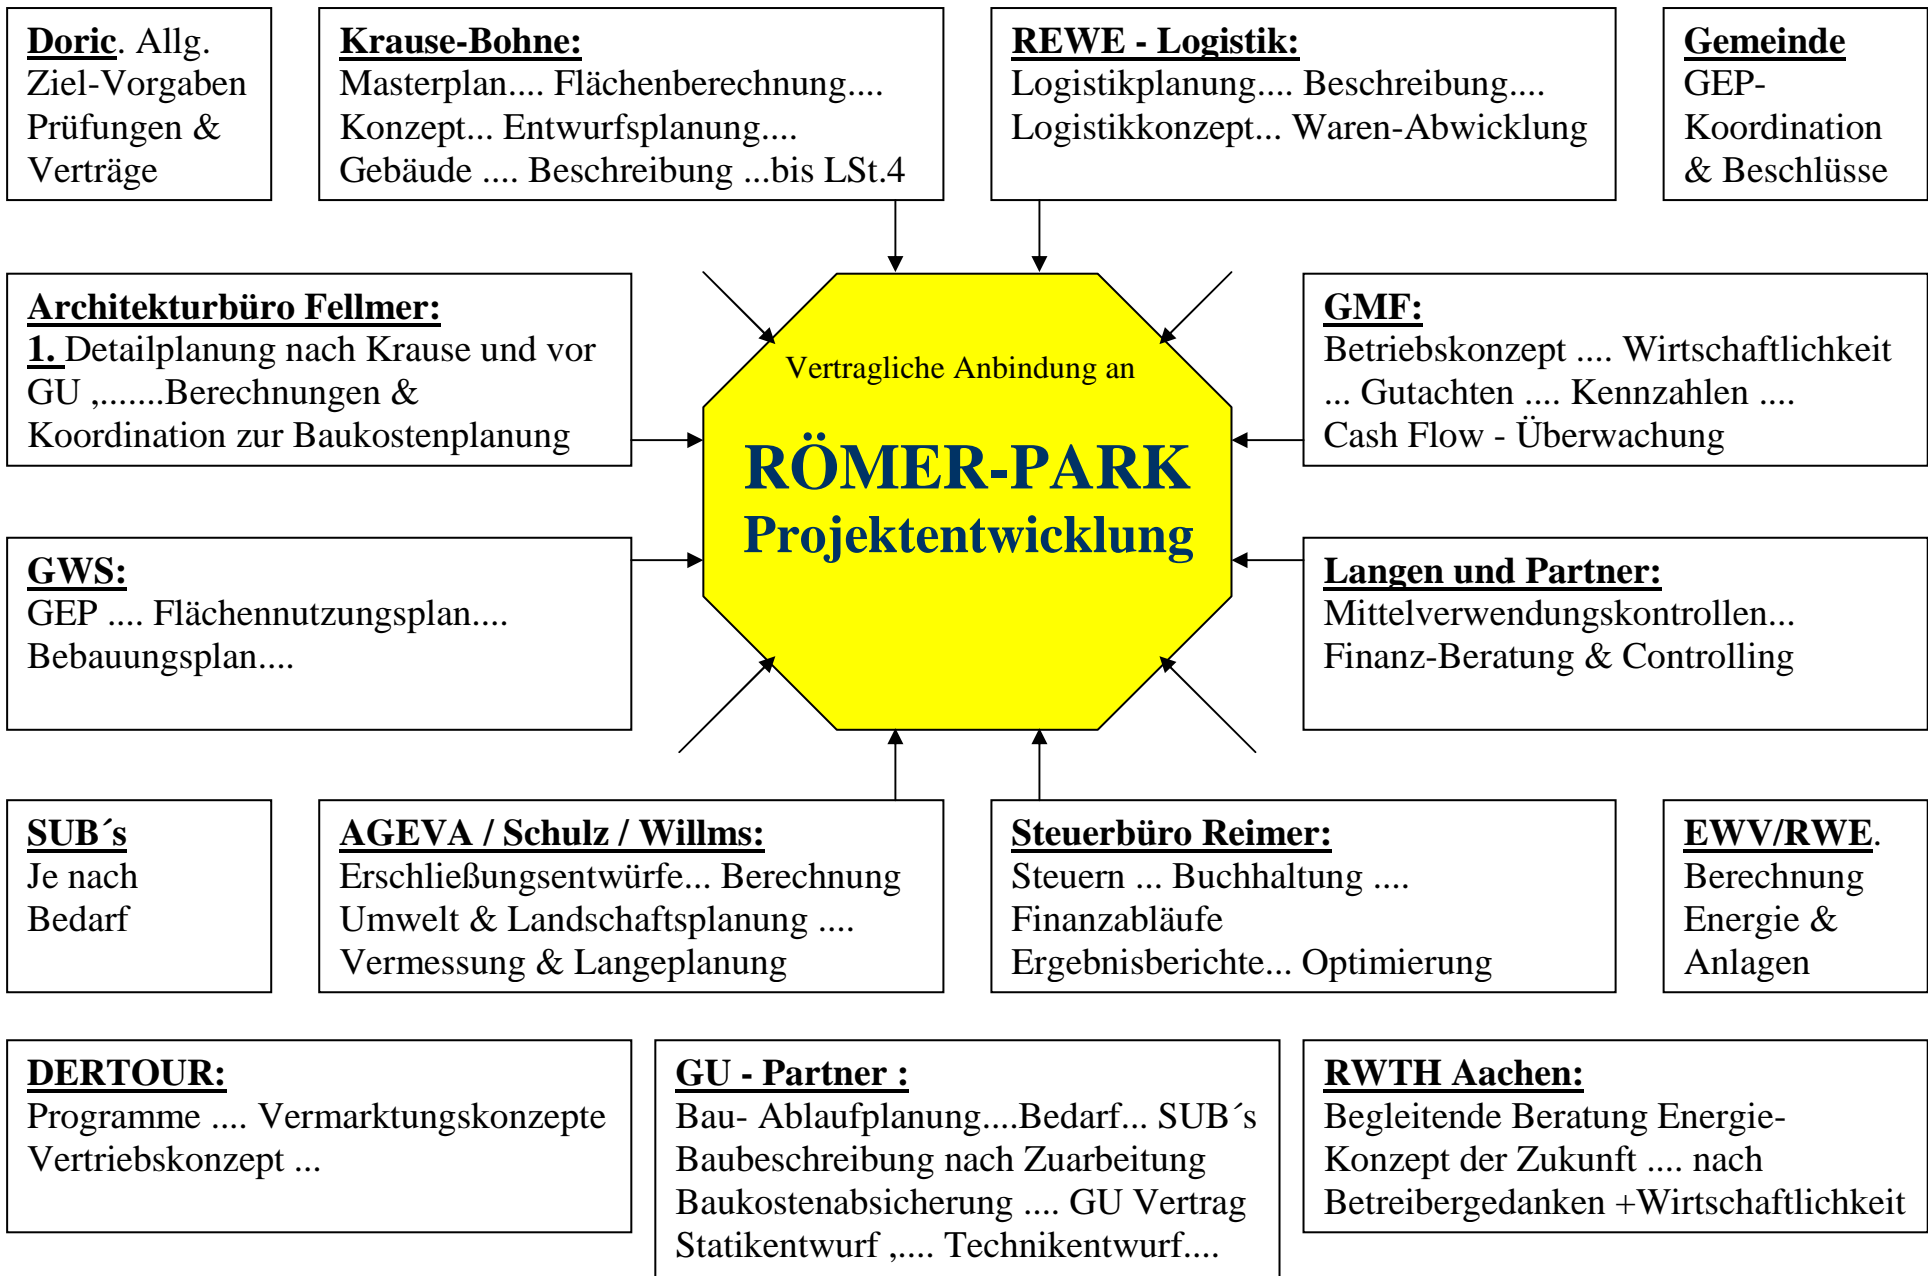 Doric. Allg.
Ziel-Vorgaben
Prüfungen &
Verträge
Krause-Bohne:
Masterplan.... Flächenberechnung....
Konzept... Entwurfsplanung....
Gebäude .... Beschreibung ...bis LSt.4
REWE - Logistik:
Logistikplanung.... Beschreibung....
Logistikkonzept... Waren-Abwicklung
Gemeinde
GEP-
Koordination
& Beschlüsse
Architekturbüro Fellmer:
1. Detailplanung nach Krause und vor
GU ,.......Berechnungen &
Koordination zur Baukostenplanung
Vertragliche Anbindung an
RÖMER-PARK
Projektentwicklung
GMF:
Betriebskonzept .... Wirtschaftlichkeit
... Gutachten .... Kennzahlen ....
Cash Flow - Überwachung
GWS:
GEP .... Flächennutzungsplan....
Bebauungsplan....
Langen und Partner:
Mittelverwendungskontrollen...
Finanz-Beratung & Controlling
SUB´s
Je nach
Bedarf
AGEVA / Schulz / Willms:
Erschließungsentwürfe... Berechnung
Umwelt & Landschaftsplanung ....
Vermessung & Langeplanung
Steuerbüro Reimer:
Steuern ... Buchhaltung ....
Finanzabläufe
Ergebnisberichte... Optimierung
EWV/RWE.
Berechnung
Energie &
Anlagen
DERTOUR:
Programme .... Vermarktungskonzepte
Vertriebskonzept ...
GU - Partner :
Bau- Ablaufplanung....Bedarf... SUB´s
Baubeschreibung nach Zuarbeitung
Baukostenabsicherung .... GU Vertrag
Statikentwurf ,.... Technikentwurf....
RWTH Aachen:
Begleitende Beratung Energie-
Konzept der Zukunft .... nach
Betreibergedanken +Wirtschaftlichkeit